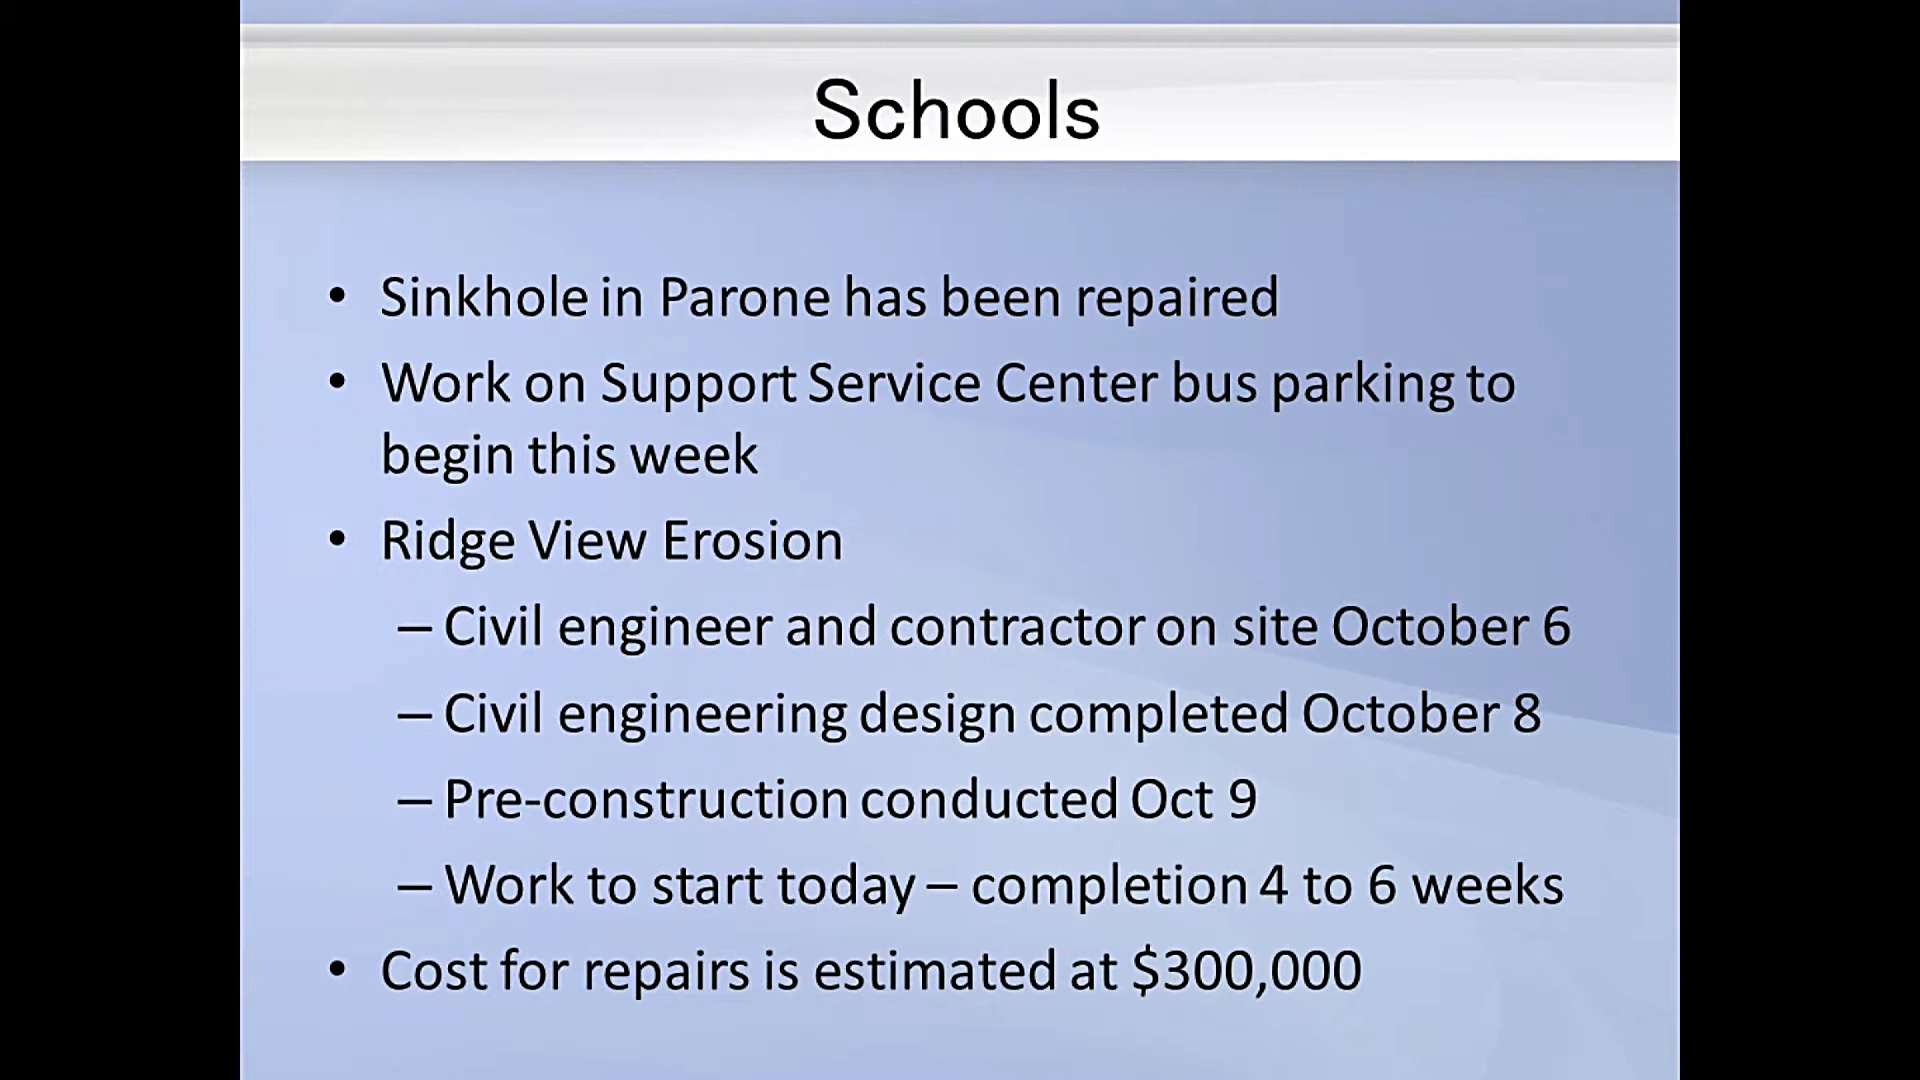 Schools
• Sinkhole in Parone has been repaired
• Work on Support Service Center bus parking to
begin this week
• Ridge View Erosion
– Civil engineer and contractor on site October 6
– Civil engineering design completed October 8
– Pre-construction conducted Oct 9
– Work to start today – completion 4 to 6 weeks
• Cost for repairs is estimated at $300,000